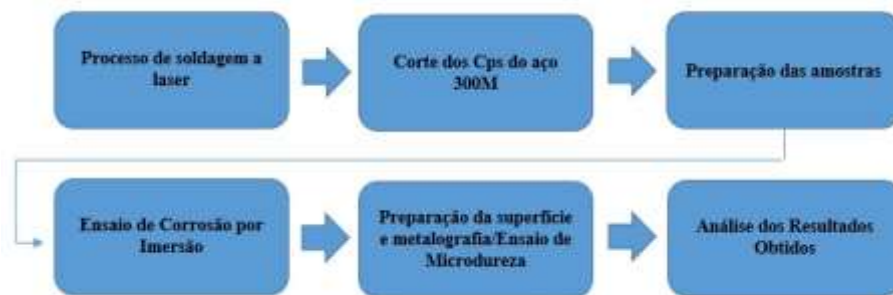 Processo de soldagem a
laser
Corte dos Cps do aço
300M
Preparação das amostras
Ensaio de Corrosão por
Imersão
Preparação da superfície
e metalografia/Ensaio de
Microdureza
Análise dos Resultados
Obtidos